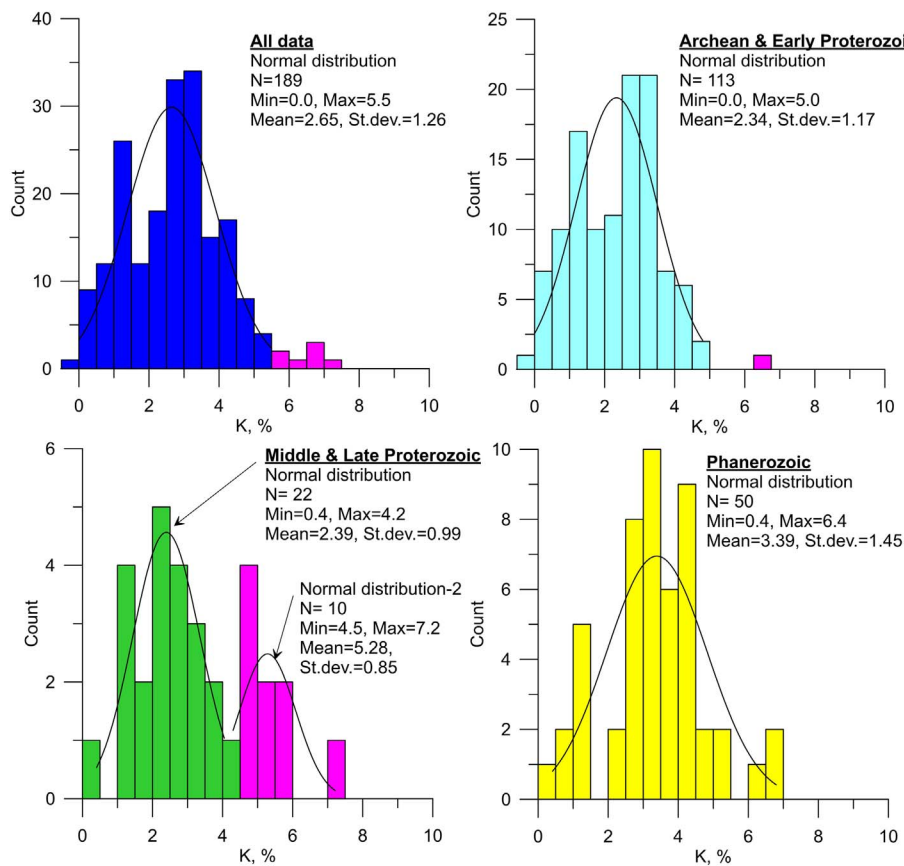 All data
Normal distribution
N=189
Min=0.0, Max=5.5
Mean=2.65, St.dev.=1.26
40
30
20
10
0
Count
0 2 4 6 8 10
K, %
Archean & Early Proterozoi
Normal distribution
N= 113
Min=0.0, Max=5.0
Mean=2.34, St.dev.=1.17
25
20
15
10
5
0
Count
0 2 4 6 8 10
K, %
Middle & Late Proterozoic
Normal distribution
N= 22
Min=0.4, Max=4.2
Mean=2.39, St.dev.=0.99
Normal distribution-2
N= 10
Min=4.5, Max=7.2
Mean=5.28,
St.dev.=0.85
6
4
2
0
Count
0 2 4 6 8 10
K, %
Phanerozoic
Normal distribution
N= 50
Min=0.4, Max=6.4
Mean=3.39, St.dev.=1.45
10
8
6
4
2
0
Count
0 2 4 6 8 10
K, %